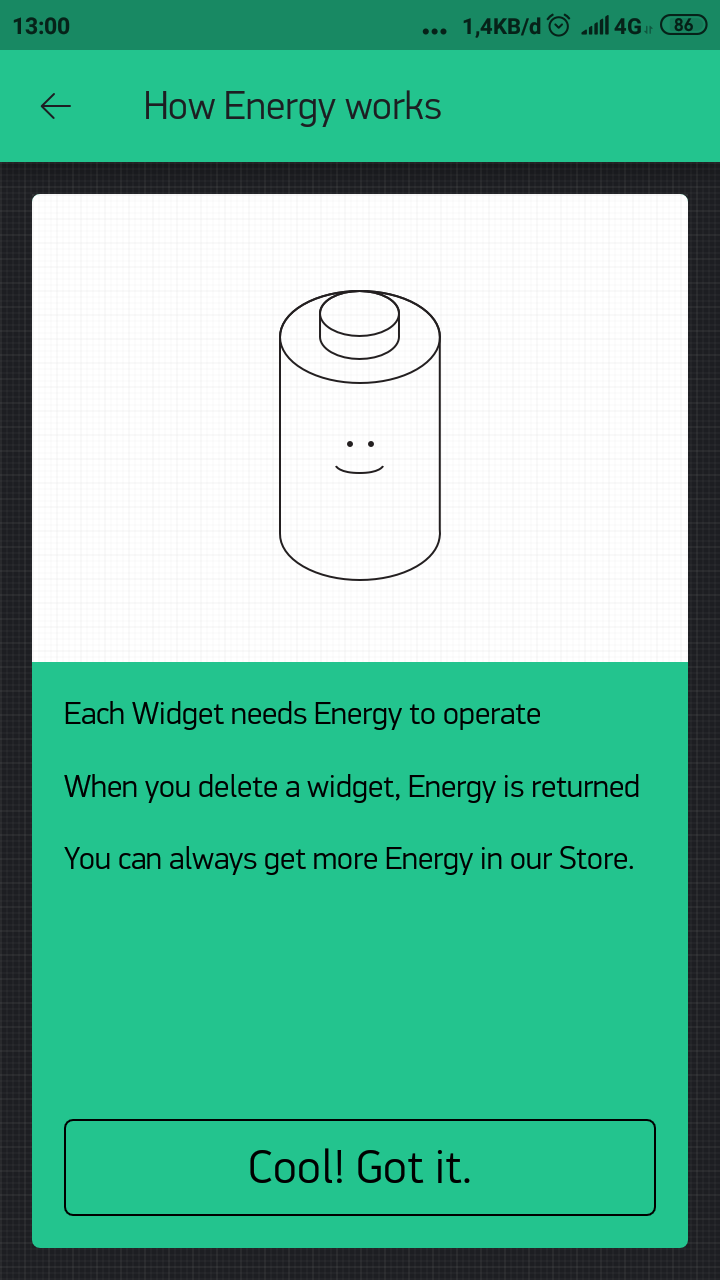 13:00 ... 1,4KB/d 4G 86
How Energy works
Each Widget needs Energy to operate
When you delete a widget, Energy is returned
You can always get more Energy in our Store.
Cool! Got it.